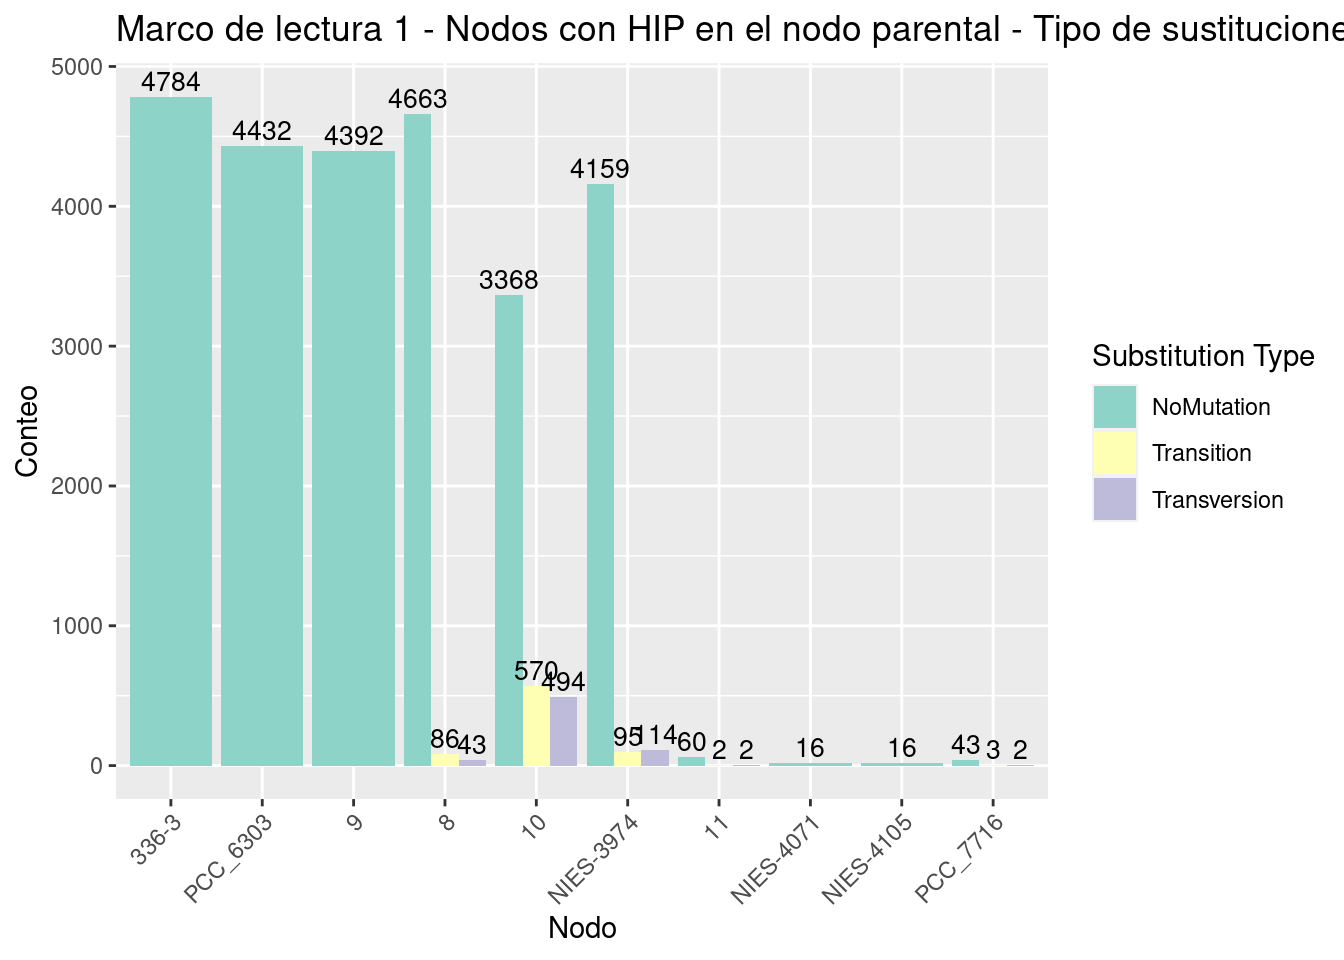 Marco de lectura 1 - Nodos con HIP en el nodo parental - Tipo de sustitucione
5000
4784
4663
4432
4392
4159
4000
3368
3000
2000
1000
570
494
86
43
95
114
60
2
2
16
16
43
3
2
0
Conteo
336-3
PCC_6303
9
8
10
NIES-3974
11
NIES-4071
NIES-4105
PCC_7716
Nodo
Substitution Type
NoMutation
Transition
Transversion